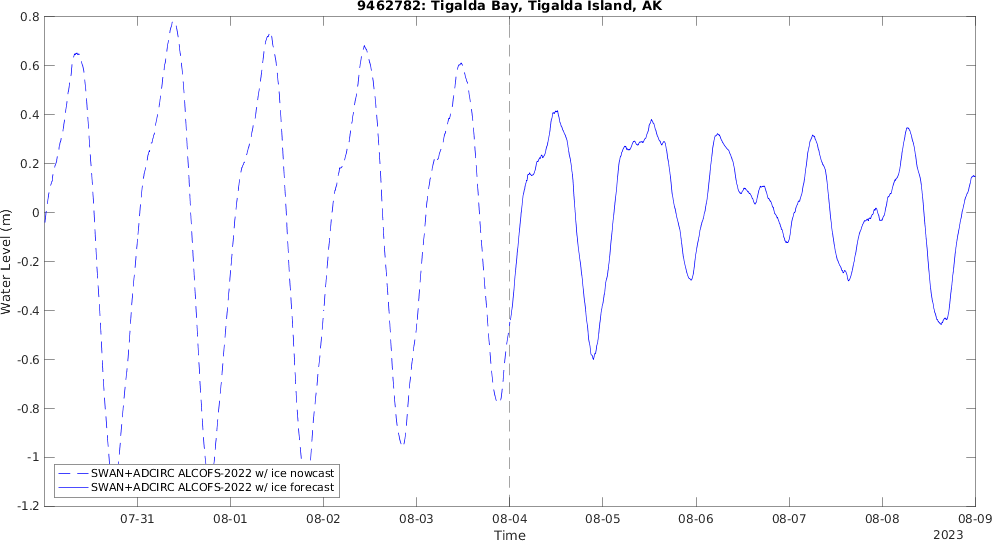 9462782: Tigalda Bay, Tigalda Island, AK
0.8
0.6
0.4
0.2
0
-0.2
-0.4
-0.6
-0.8
-1
-1.2
Water Level (m)
SWAN+ADCIRC ALCOFS-2022 w/ ice nowcast
SWAN+ADCIRC ALCOFS-2022 w/ ice forecast
07-31 08-01 08-02 08-03 08-04 08-05 08-06 08-07 08-08 08-09
Time
2023